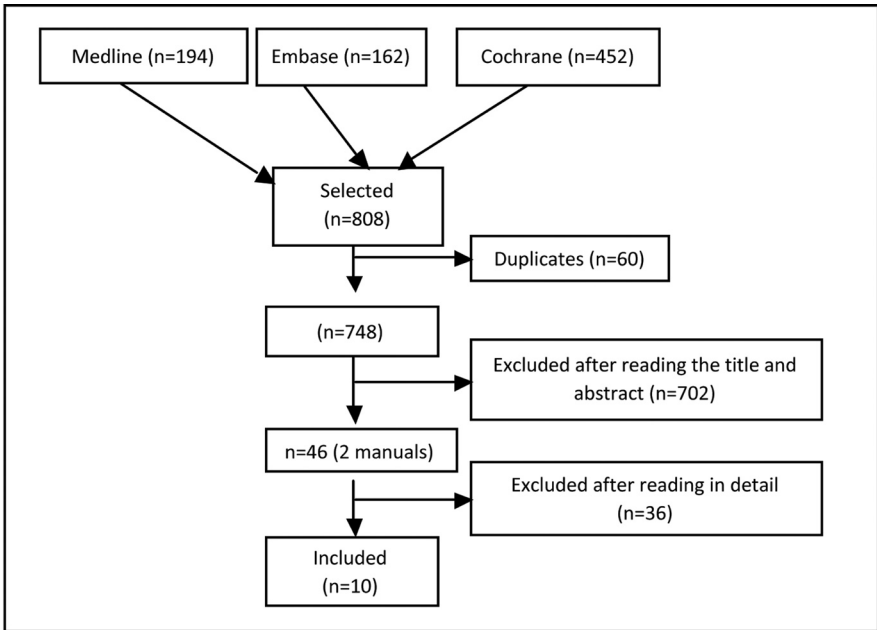 Medline (n=194)
Embase (n=162)
Cochrane (n=452)
Selected
(n=808)
Duplicates (n=60)
(n=748)
Excluded after reading the title and
abstract (n=702)
n=46 (2 manuals)
Excluded after reading in detail
(n=36)
Included
(n=10)